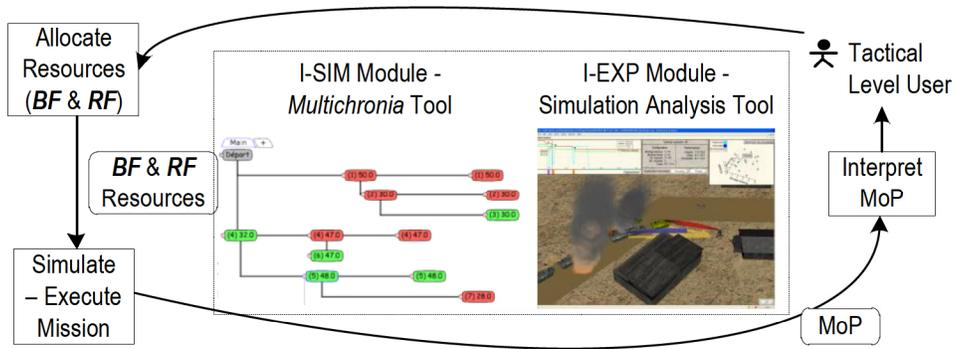 Allocate
Resources
(BF & RF)
I-SIM Module -
Multichronia Tool
I-EXP Module -
Simulation Analysis Tool
Tactical
Level User
Main
+
Départ
(1) 50.0
(1) 50.0
(2) 30.0
(2) 30.0
(3) 30.0
(4) 32.0
(4) 47.0
(4) 47.0
(6) 47.0
(5) 48.0
(5) 48.0
(7) 28.0
BF & RF
Resources
Interpret
MoP
Simulate
– Execute
Mission
MoP